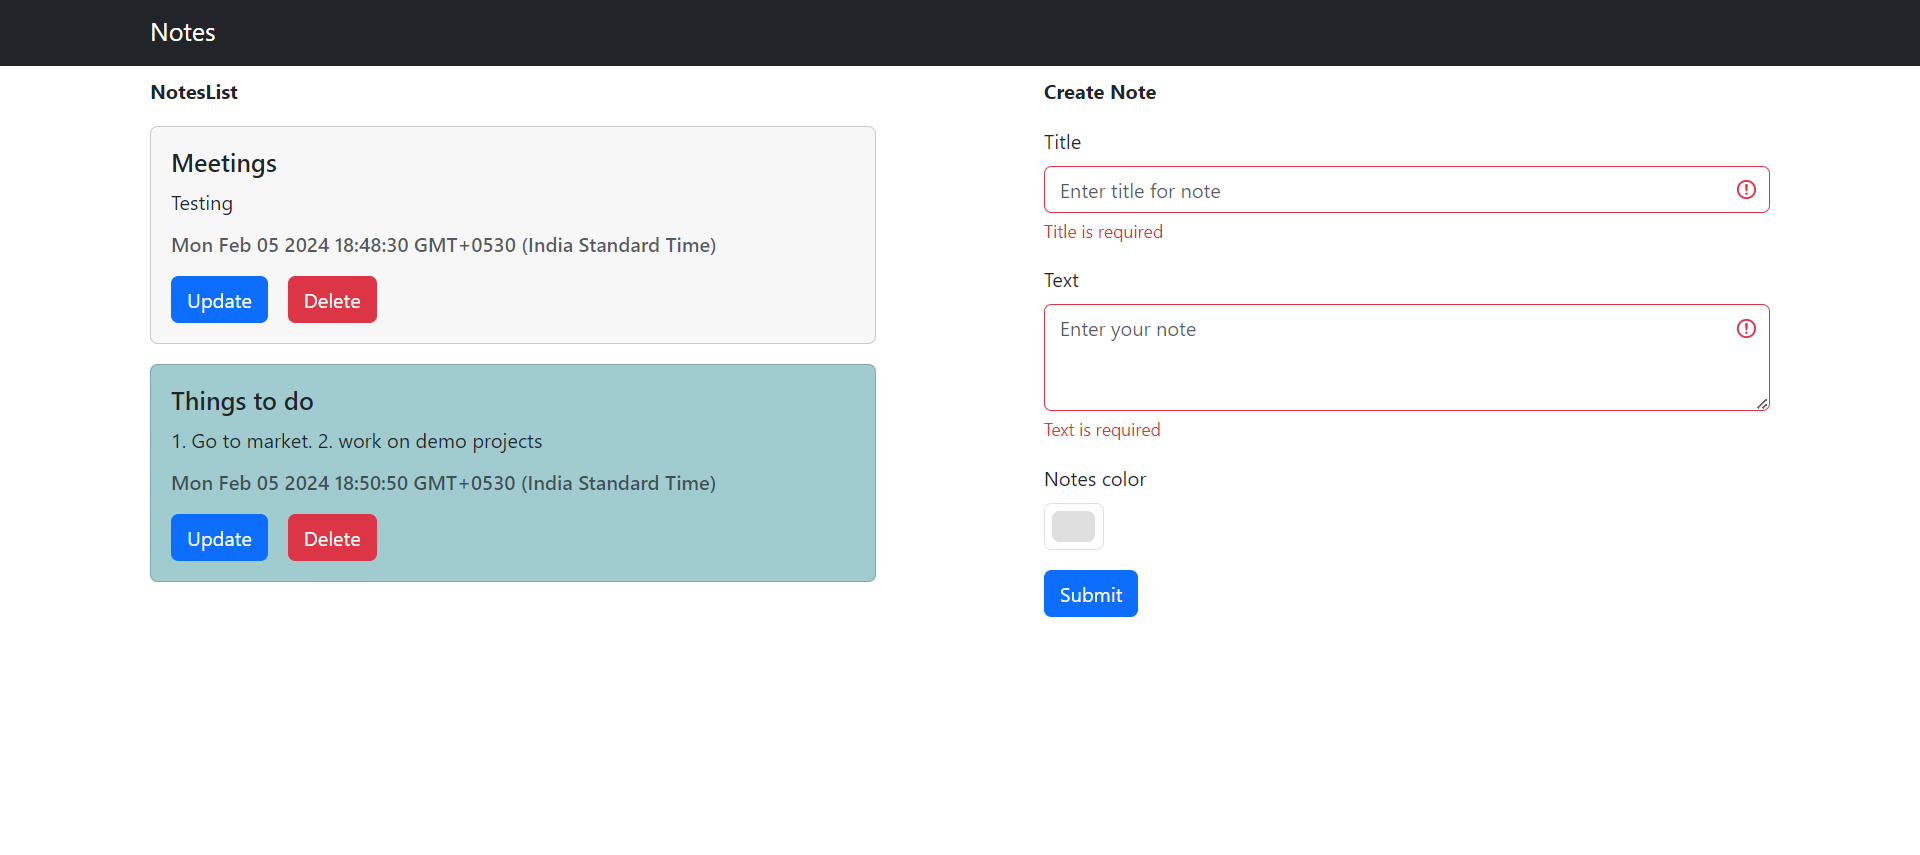 Notes
NotesList
Meetings
Testing
Mon Feb 05 2024 18:48:30 GMT+0530 (India Standard Time)
Update Delete
Things to do
1. Go to market. 2. work on demo projects
Mon Feb 05 2024 18:50:50 GMT+0530 (India Standard Time)
Update Delete
Create Note
Title
Enter title for note
Title is required
Text
Enter your note
Text is required
Notes color
Submit